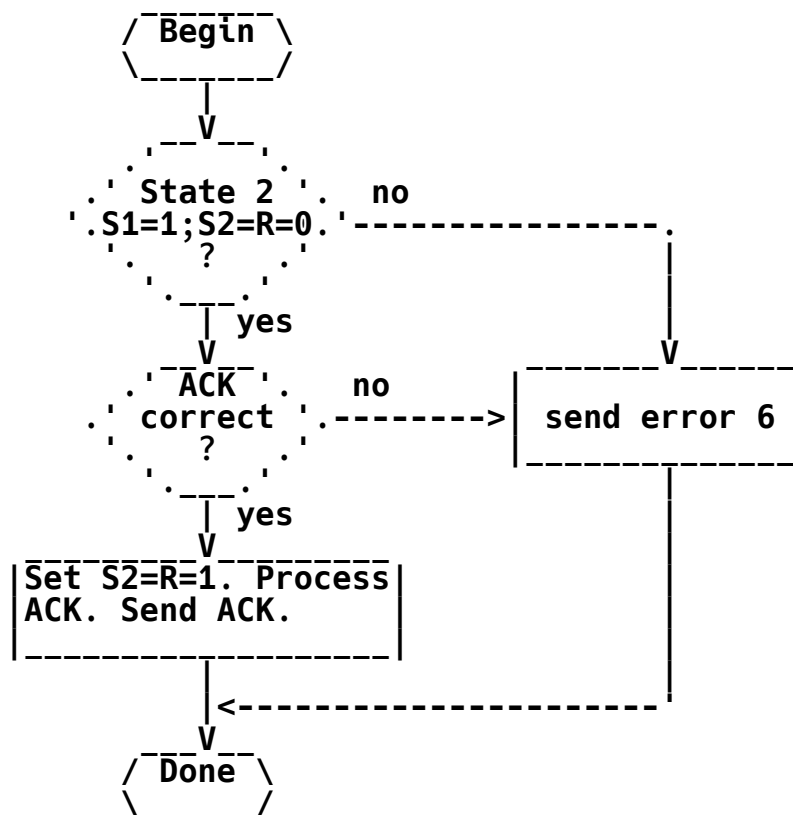 Begin
State 2 no
S1=1;S2=R=0
?
yes
ACK no
correct send error 6
?
yes
Set S2=R=1. Process
ACK. Send ACK.
Done